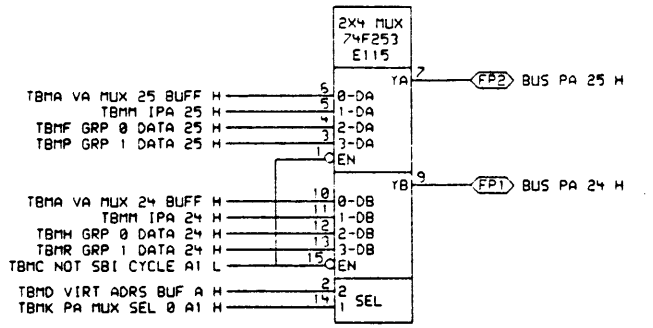 2X4 MUX
74F253
E115
TBMA VA MUX 25 BUFF H 6 0-DA YA 7 FP2 BUS PA 25 H
TBMM IPA 25 H 5 1-DA
TBMF GRP 0 DATA 25 H 4 2-DA
TBMP GRP 1 DATA 25 H 3 3-DA
1 EN
YB 9 FP1 BUS PA 24 H
TBMA VA MUX 24 BUFF H 10 0-DB
TBMM IPA 24 H 11 1-DB
TBMH GRP 0 DATA 24 H 12 2-DB
TBMR GRP 1 DATA 24 H 13 3-DB
TBMC NOT SBI CYCLE A1 L 15 EN
TBMD VIRT ADRS BUF A H 2 2 SEL
TBMK PA MUX SEL 0 A1 H 14 1